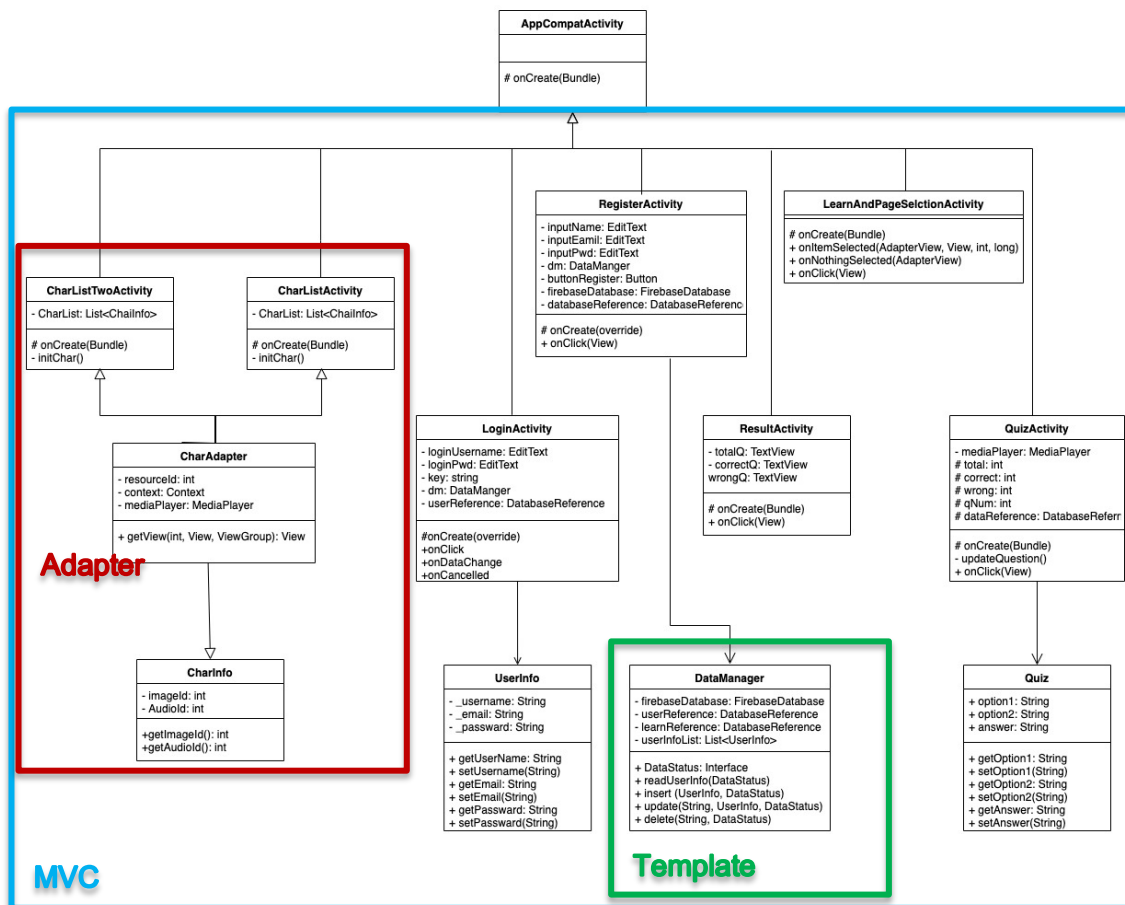 AppCompatActivity
# onCreate(Bundle)
RegisterActivity
- inputName: EditText
- inputEamil: EditText
- inputPwd: EditText
- dm: DataManger
- buttonRegister: Button
- firebaseDatabase: FirebaseDatabase
- databaseReference: DatabaseReferenc
# onCreate(override)
+ onClick(View)
LearnAndPageSelctionActivity
# onCreate(Bundle)
+ onItemSelected(AdapterView, View, int, long)
+ onNothingSelected(AdapterView)
+ onClick(View)
CharListTwoActivity
- CharList: List<ChaiInfo>
# onCreate(Bundle)
- initChar()
CharListActivity
- CharList: List<ChaiInfo>
# onCreate(Bundle)
- initChar()
CharAdapter
- resourceId: int
- context: Context
- mediaPlayer: MediaPlayer
+ getView(int, View, ViewGroup): View
Adapter
LoginActivity
- loginUsername: EditText
- loginPwd: EditText
- key: string
- dm: DataManger
- userReference: DatabaseReference
#onCreate(override)
+onClick
+onDataChange
+onCancelled
ResultActivity
- totalQ: TextView
- correctQ: TextView
wrongQ: TextView
# onCreate(Bundle)
+ onClick(View)
QuizActivity
- mediaPlayer: MediaPlayer
# total: int
# correct: int
# wrong: int
# qNum: int
# dataReference: DatabaseReferr
# onCreate(Bundle)
- updateQuestion()
+ onClick(View)
CharInfo
- imageId: int
- AudioId: int
+getImageId(): int
+getAudioId(): int
UserInfo
- _username: String
- _email: String
- _passward: String
+ getUserName: String
+ setUsername(String)
+ getEmail: String
+ setEmail(String)
+ getPassward: String
+ setPassward(String)
DataManager
- firebaseDatabase: FirebaseDatabase
- userReference: DatabaseReference
- learnReference: DatabaseReference
- userInfoList: List<UserInfo>
+ DataStatus: Interface
+ readUserInfo(DataStatus)
+ insert (UserInfo, DataStatus)
+ update(String, UserInfo, DataStatus)
+ delete(String, DataStatus)
Quiz
+ option1: String
+ option2: String
+ answer: String
+ getOption1: String
+ setOption1(String)
+ getOption2: String
+ setOption2(String)
+ getAnswer: String
+ setAnswer(String)
MVC
Template